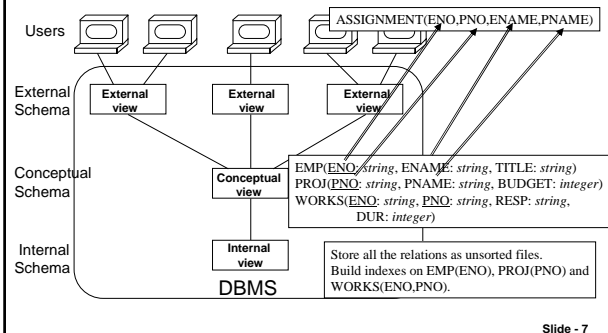 Users
ASSIGNMENT(ENO,PNO,ENAME,PNAME)
External
Schema
External
view
External
view
External
view
Conceptual
Schema
Conceptual
view
EMP(ENO: string, ENAME: string, TITLE: string)
PROJ(PNO: string, PNAME: string, BUDGET: integer)
WORKS(ENO: string, PNO: string, RESP: string,
DUR: integer)
Internal
Schema
Internal
view
Store all the relations as unsorted files.
Build indexes on EMP(ENO), PROJ(PNO) and
WORKS(ENO,PNO).
DBMS
Slide - 7